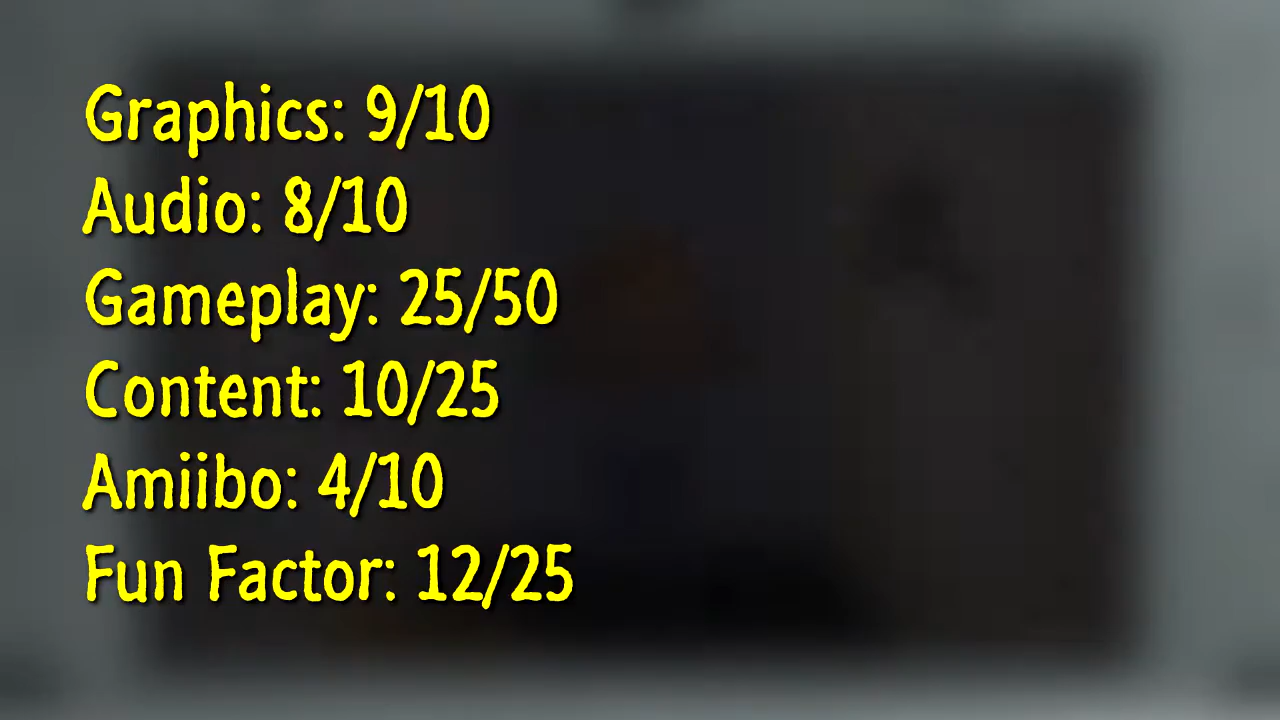 Graphics: 9/10
Audio: 8/10
Gameplay: 25/50
Content: 10/25
Amiibo: 4/10
Fun Factor: 12/25